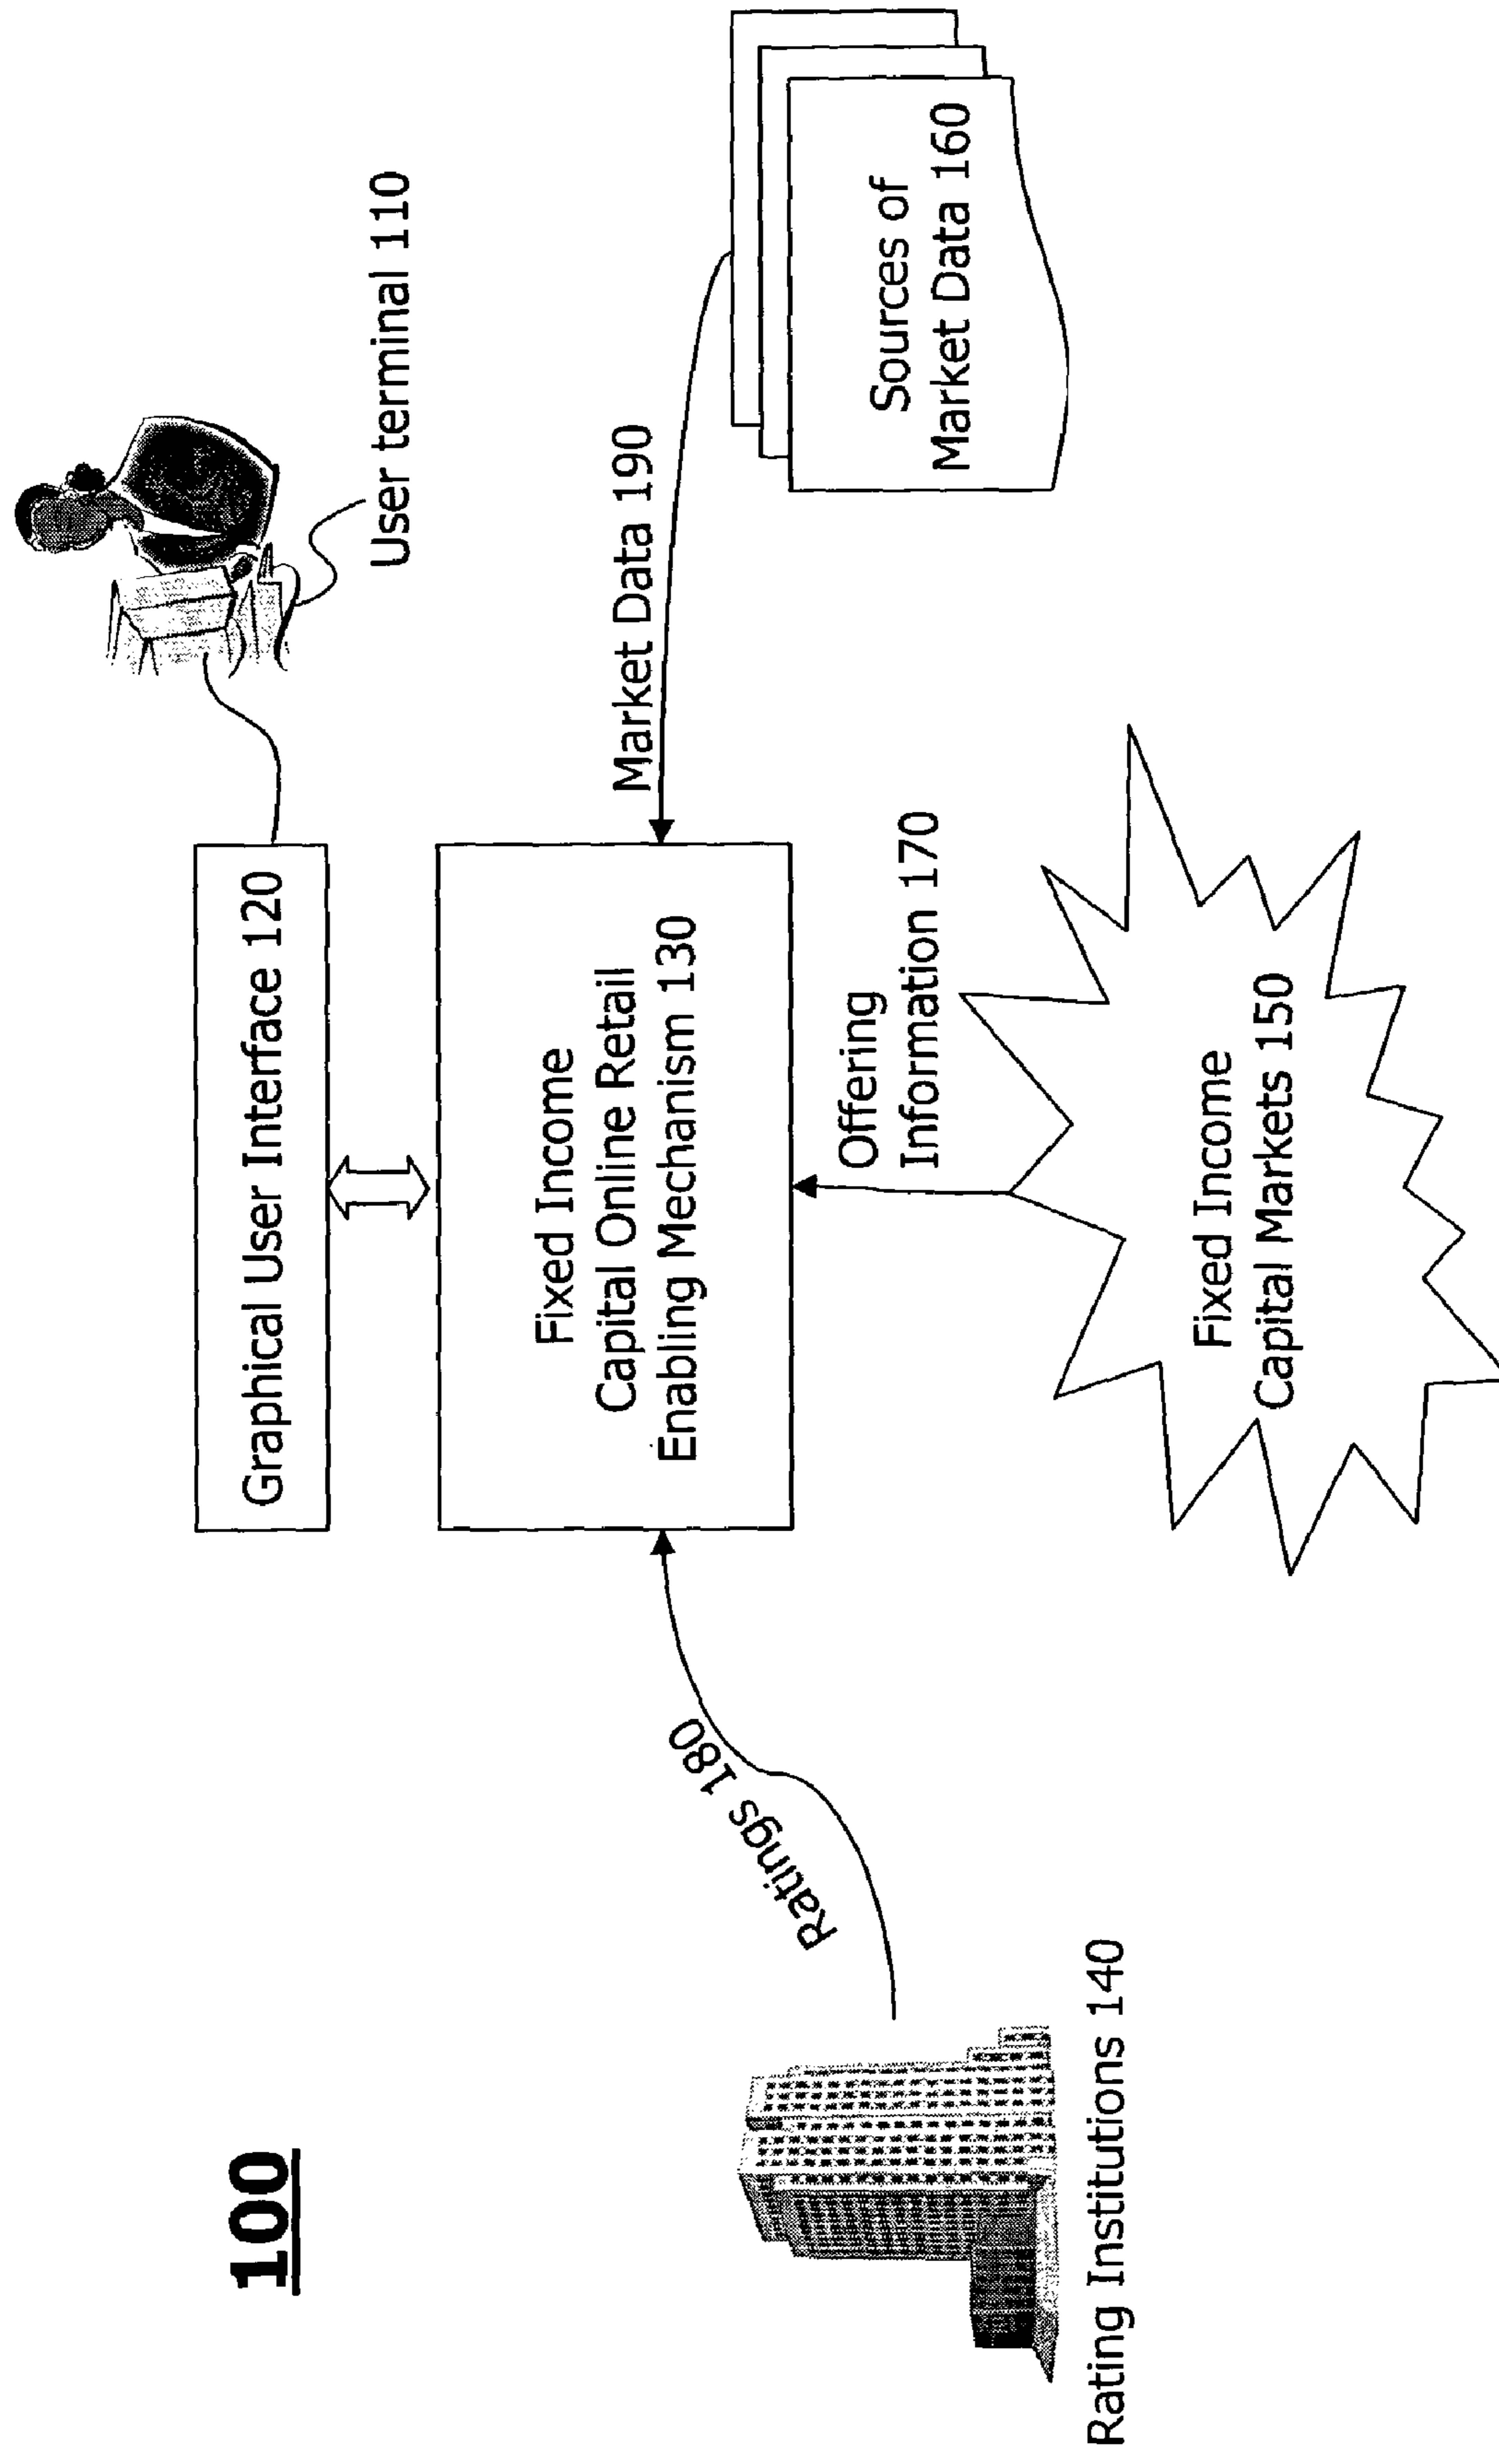 100
User terminal 110
Graphical User Interface 120
Fixed Income
Capital Online Retail
Enabling Mechanism 130
Market Data 190
Sources of
Market Data 160
Ratings 180
Offering
Information 170
Rating Institutions 140
Fixed Income
Capital Markets 150